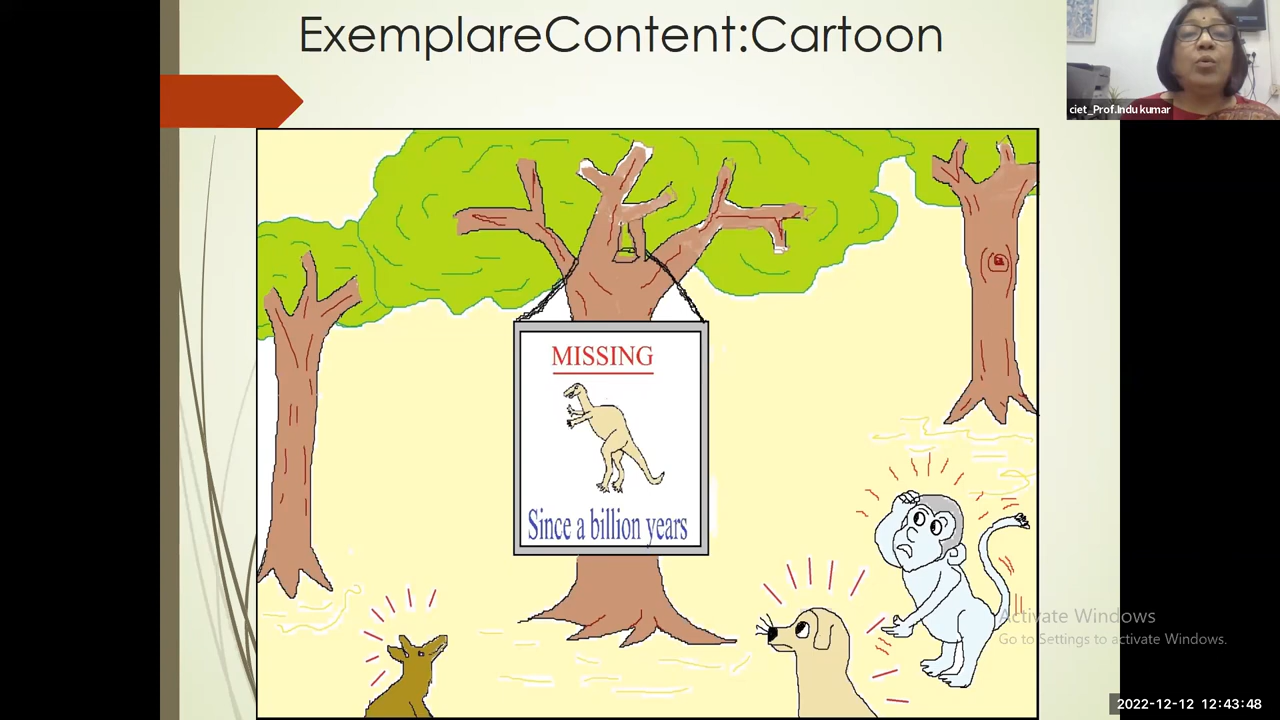 ExemplareContent:Cartoon
ciet_Prof.Indu kumar
MISSING
Since a billion years
Activate Windows
Go to Settings to activate Windows.
2022-12-12 12:43:48